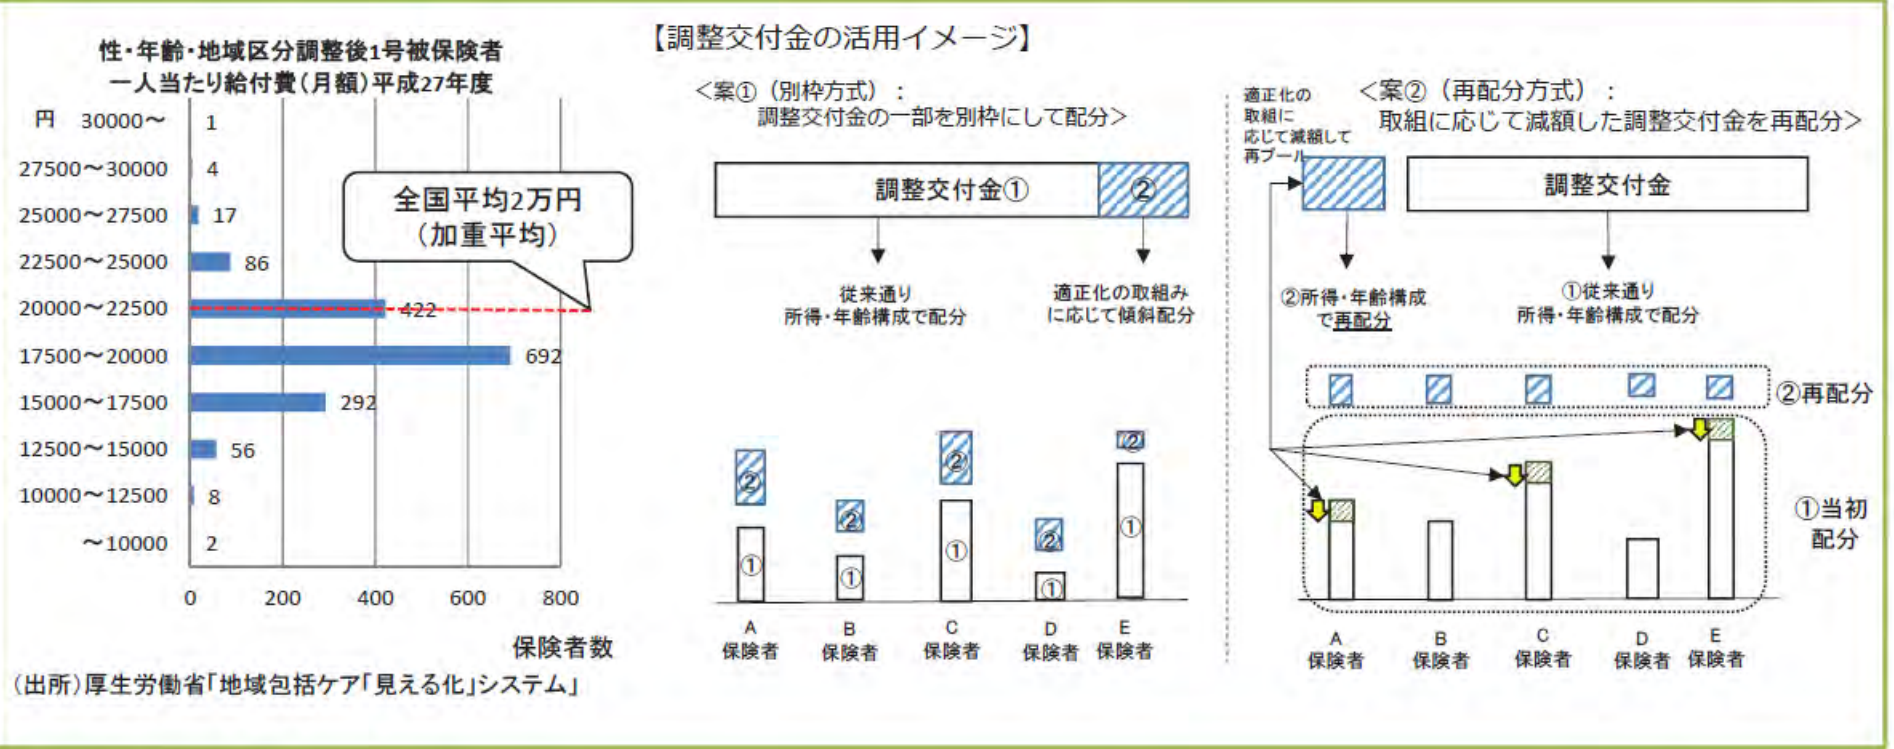 性・年齢・地域区分調整後1号被保険者
一人当たり給付費(月額)平成27年度
円
30000～
1
27500～30000
4
25000～27500
17
22500～25000
86
20000～22500
422
17500～20000
692
15000～17500
292
12500～15000
56
10000～12500
8
～10000
2
0
200
400
600
800
保険者数
全国平均2万円
(加重平均)
(出所)厚生労働省「地域包括ケア「見える化」システム」
【調整交付金の活用イメージ】
<案①（別枠方式）：
調整交付金の一部を別枠にして配分>
調整交付金①
②
従来通り
所得・年齢構成で配分
適正化の取組み
に応じて傾斜配分
②
①
②
①
②
①
②
①
②
①
A
保険者
B
保険者
C
保険者
D
保険者
E
保険者
適正化の
取組に
応じて減額して
再プール
<案②（再配分方式）：
取組に応じて減額した調整交付金を再配分>
調整交付金
②所得・年齢構成
で再配分
①従来通り
所得・年齢構成で配分
②再配分
①当初
配分
A
保険者
B
保険者
C
保険者
D
保険者
E
保険者